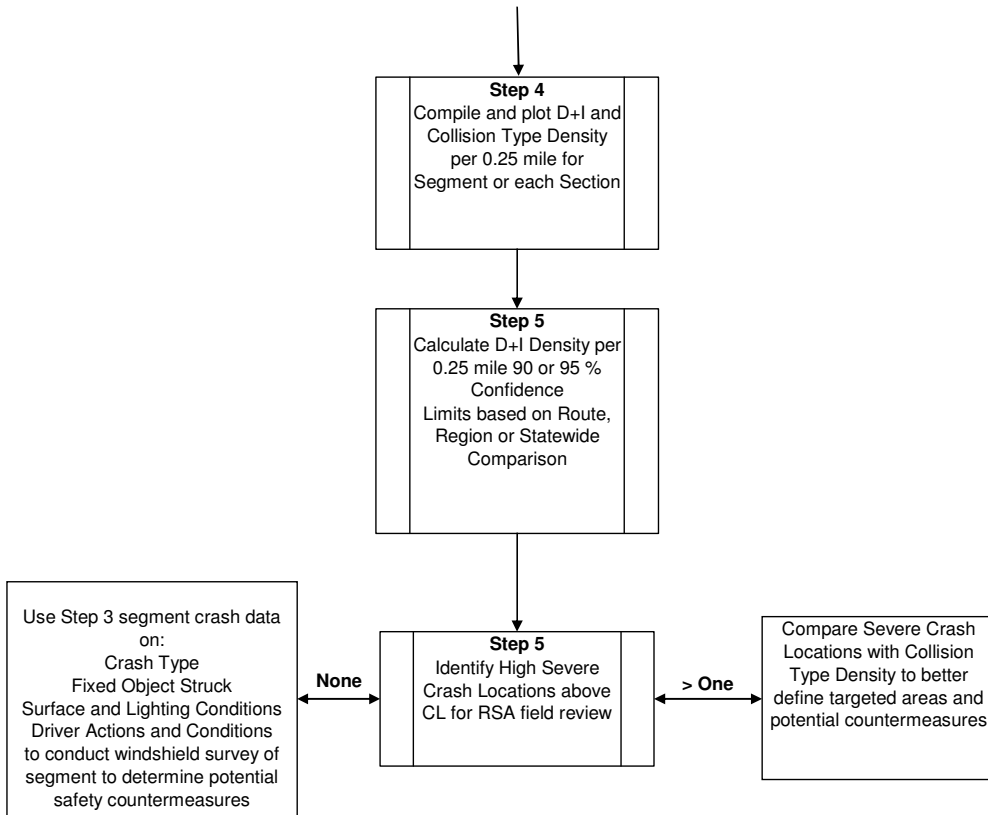 Step 4
Compile and plot D+I and
Collision Type Density
per 0.25 mile for
Segment or each Section
Step 5
Calculate D+I Density per
0.25 mile 90 or 95 %
Confidence
Limits based on Route,
Region or Statewide
Comparison
Use Step 3 segment crash data
on:
Crash Type
Fixed Object Struck
Surface and Lighting Conditions
Driver Actions and Conditions
to conduct windshield survey of
segment to determine potential
safety countermeasures
None
Step 5
Identify High Severe
Crash Locations above
CL for RSA field review
> One
Compare Severe Crash
Locations with Collision
Type Density to better
define targeted areas and
potential countermeasures